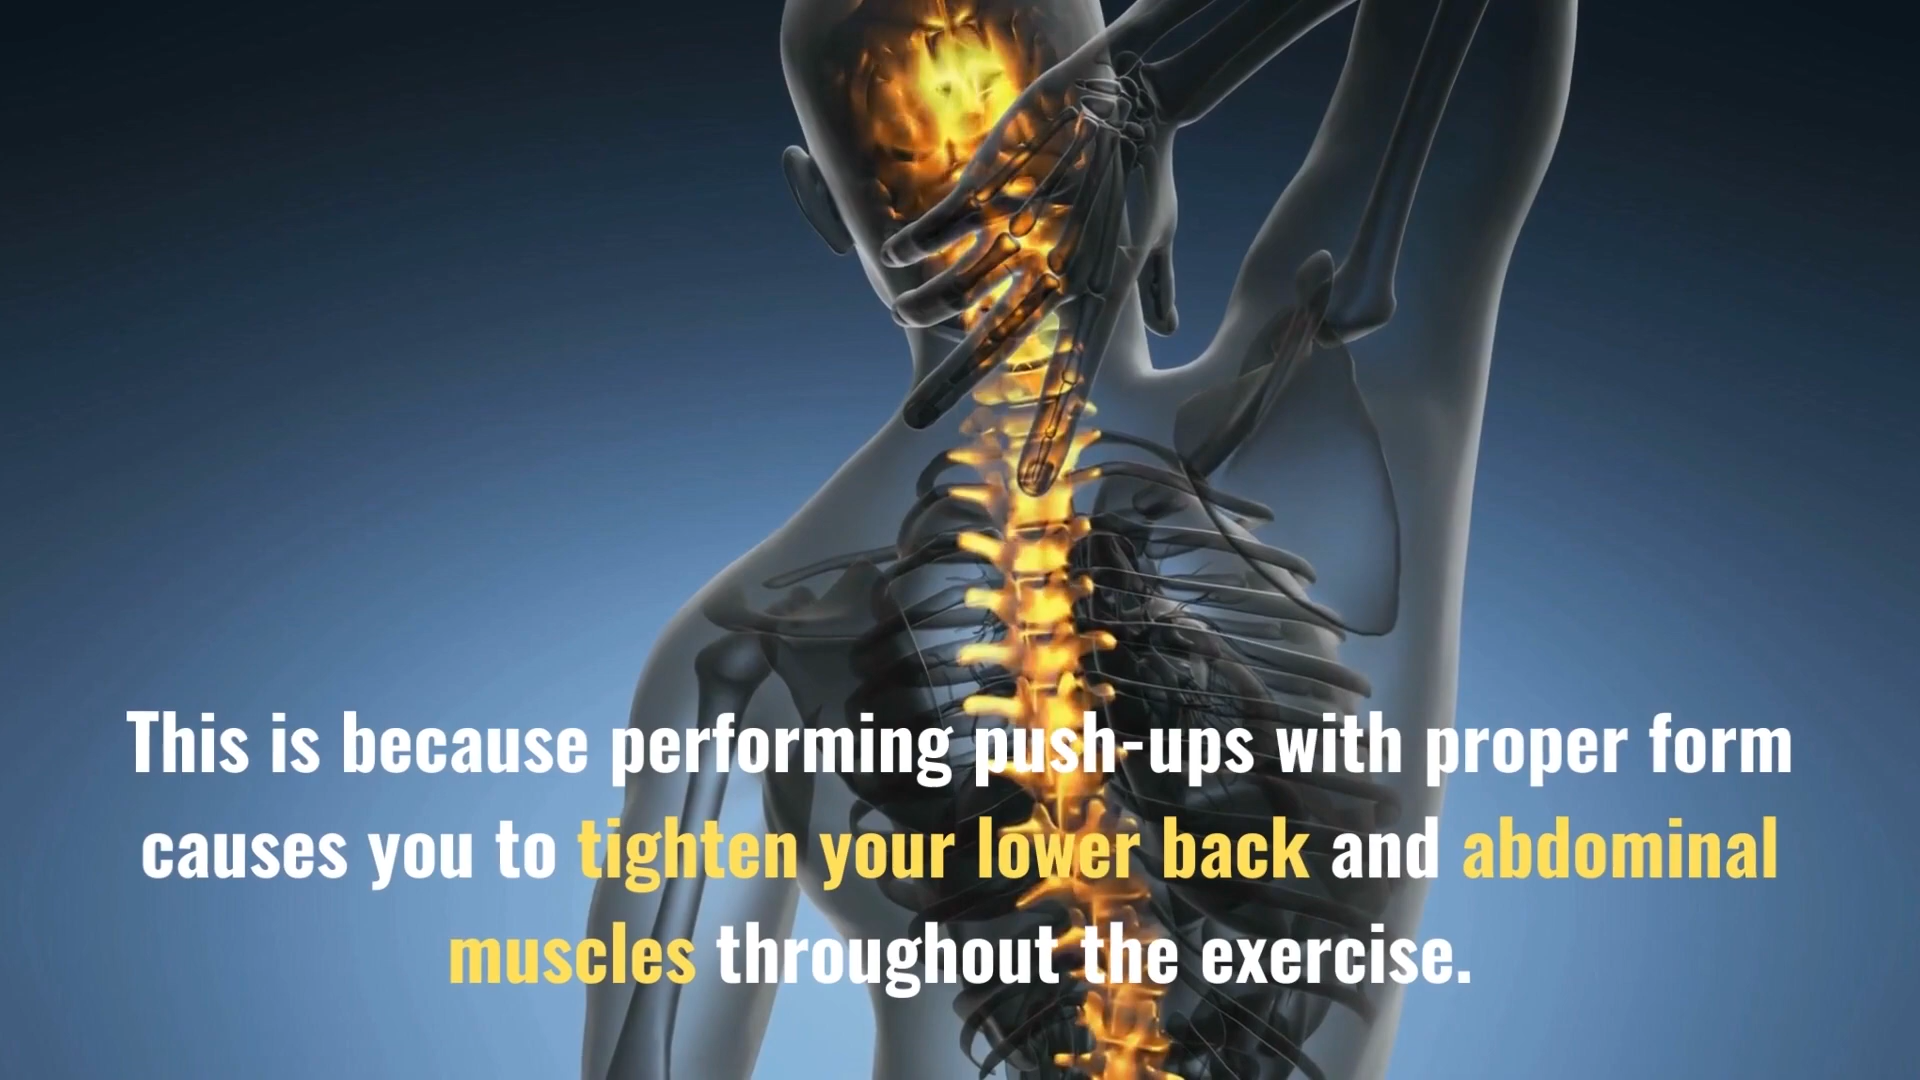 This is because performing push-ups with proper form
causes you to tighten your lower back and abdominal
muscles throughout the exercise.